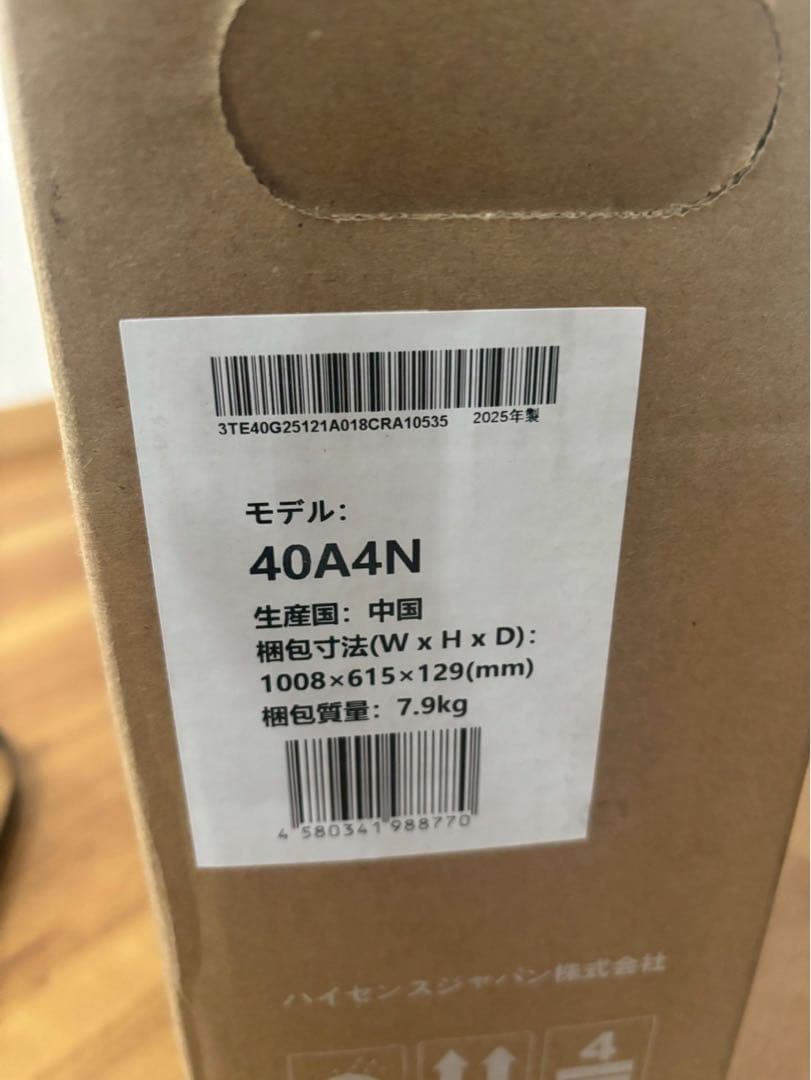 3TE40G25121A018CRA10535 2025年製
モデル:
40A4N
生産国: 中国
梱包寸法(W x H x D):
1008×615×129(mm)
梱包質量: 7.9kg
4 580341 988770
ハイセンスジャパン株式会社
4